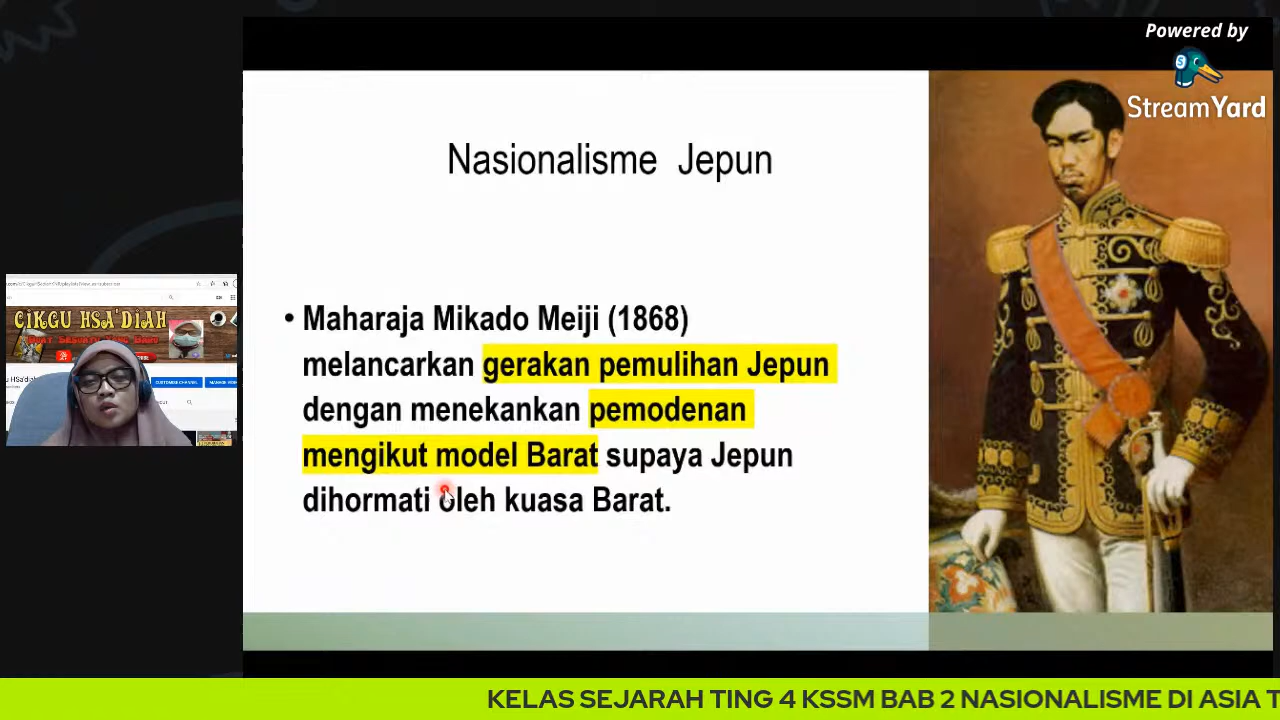 Powered by
StreamYard
Nasionalisme Jepun
• Maharaja Mikado Meiji (1868)
melancarkan gerakan pemulihan Jepun
dengan menekankan pemodenan
mengikut model Barat supaya Jepun
dihormati oleh kuasa Barat.
CIKGU HSA'DIAH
CUSTOMIZE CHANNEL
KELAS SEJARAH TING 4 KSSM BAB 2 NASIONALISME DI ASIA T